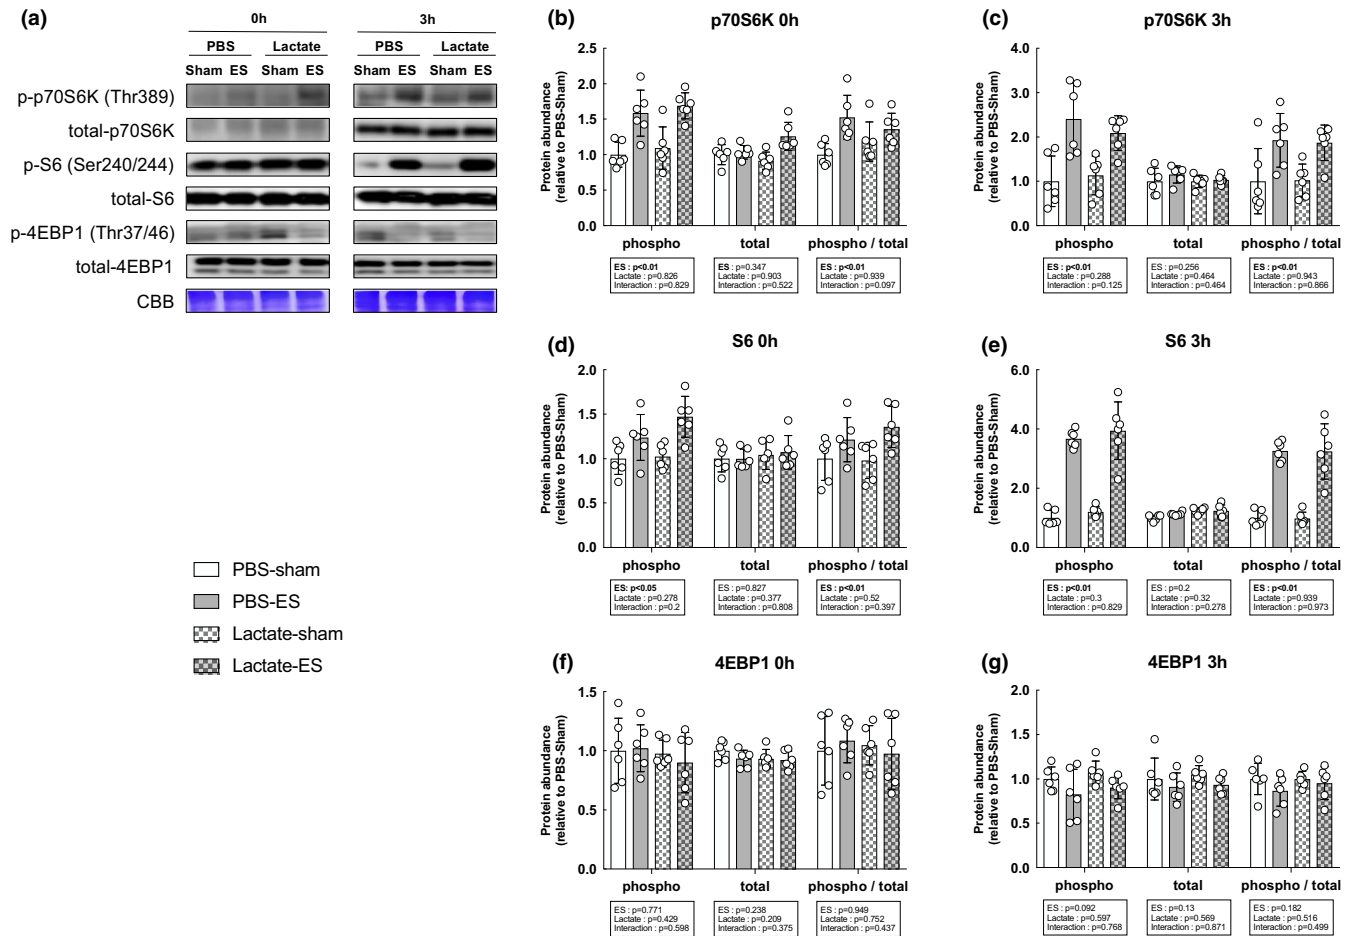 (a)
0h
3h
PBS
Lactate
PBS
Lactate
Sham ES Sham ES
Sham ES Sham ES
p-p70S6K (Thr389)
total-p70S6K
p-S6 (Ser240/244)
total-S6
p-4EBP1 (Thr37/46)
total-4EBP1
CBB
PBS-sham
PBS-ES
Lactate-sham
Lactate-ES
(b)
p70S6K 0h
Protein abundance
(relative to PBS-Sham)
2.5
2.0
1.5
1.0
0.5
0.0
phospho total phospho / total
ES : p<0.01
Lactate : p=0.826
Interaction : p=0.829
ES : p=0.347
Lactate : p=0.903
Interaction : p=0.522
ES : p<0.01
Lactate : p=0.939
Interaction : p=0.097
(c)
p70S6K 3h
Protein abundance
(relative to PBS-Sham)
4.0
3.0
2.0
1.0
0.0
phospho total phospho / total
ES : p<0.01
Lactate : p=0.288
Interaction : p=0.125
ES : p=0.256
Lactate : p=0.464
Interaction : p=0.464
ES : p<0.01
Lactate : p=0.943
Interaction : p=0.866
(d)
S6 0h
Protein abundance
(relative to PBS-Sham)
2.0
1.5
1.0
0.5
0.0
phospho total phospho / total
ES: p<0.05
Lactate : p=0.278
Interaction : p=0.2
ES : p=0.827
Lactate : p=0.377
Interaction : p=0.808
ES : p<0.01
Lactate : p=0.52
Interaction : p=0.397
(e)
S6 3h
Protein abundance
(relative to PBS-Sham)
6.0
4.0
2.0
0.0
phospho total phospho / total
ES : p<0.01
Lactate : p=0.3
Interaction : p=0.829
ES : p=0.2
Lactate : p=0.32
Interaction : p=0.278
ES : p<0.01
Lactate : p=0.939
Interaction : p=0.973
(f)
4EBP1 0h
Protein abundance
(relative to PBS-Sham)
1.5
1.0
0.5
0.0
phospho total phospho / total
ES : p=0.771
Lactate : p=0.429
Interaction : p=0.598
ES : p=0.238
Lactate : p=0.209
Interaction : p=0.375
ES : p=0.949
Lactate : p=0.752
Interaction : p=0.437
(g)
4EBP1 3h
Protein abundance
(relative to PBS-Sham)
2.0
1.5
1.0
0.5
0.0
phospho total phospho / total
ES : p=0.092
Lactate : p=0.597
Interaction : p=0.768
ES : p=0.13
Lactate : p=0.569
Interaction : p=0.871
ES : p=0.182
Lactate : p=0.516
Interaction : p=0.499